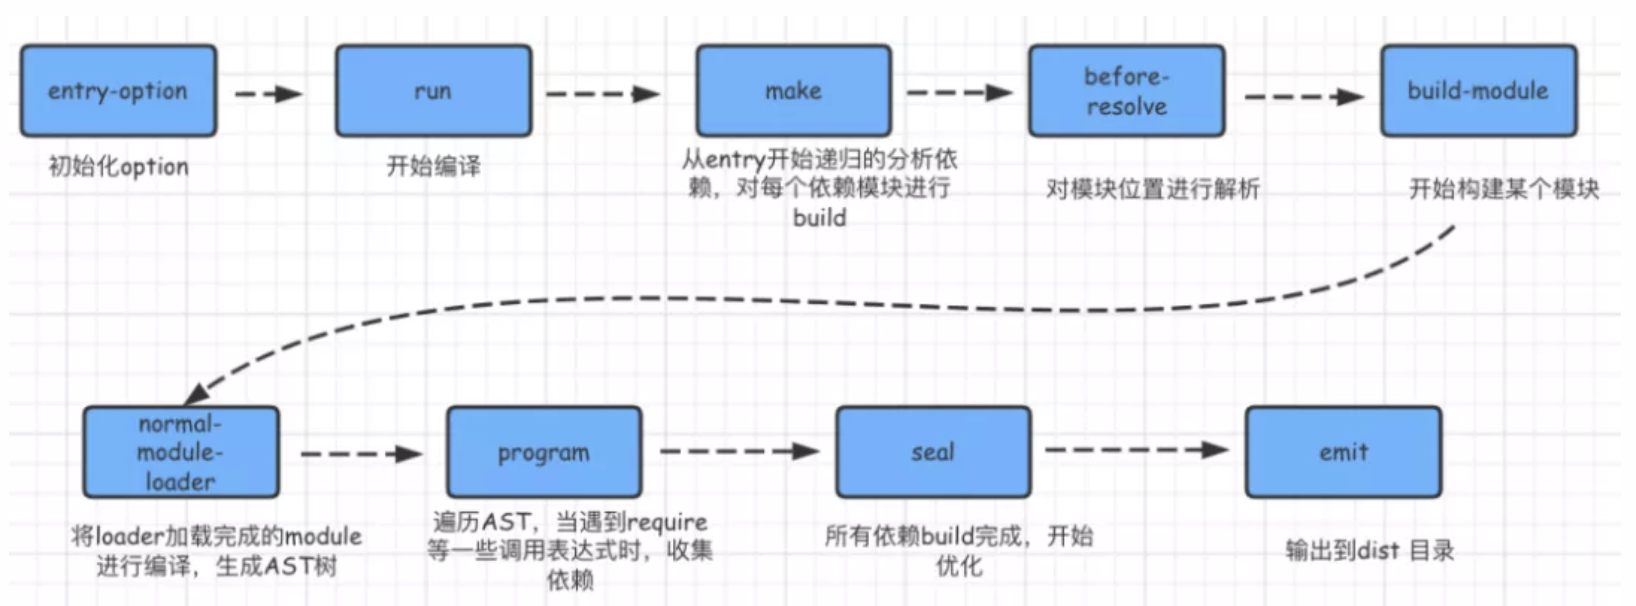 entry-option
run
make
before-
resolve
build-module
初始化option
开始编译
从entry开始递归的分析依
赖，对每个依赖模块进行
build
对模块位置进行解析
开始构建某个模块
normal-
module-
loader
program
seal
emit
将loader加载完成的module
进行编译，生成AST树
遍历AST，当遇到require
等一些调用表达式时，收集
依赖
所有依赖build完成，开始
优化
输出到dist 目录